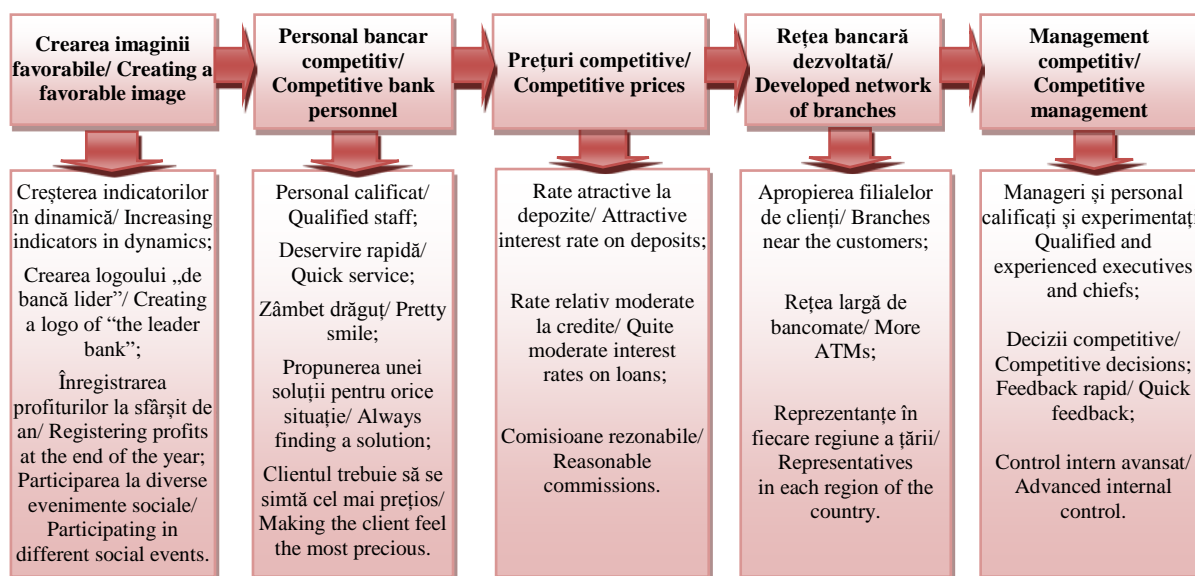 Crearea imaginii
favorabile/ Creating a
favorable image
Personal bancar
competitiv/
Competitive bank
personnel
Prețuri competitive/
Competitive prices
Rețea bancară
dezvoltată/
Developed network
of branches
Management
competitiv/
Competitive
management
Creșterea indicatorilor
în dinamică/ Increasing
indicators in dynamics;
Crearea logoului „de
bancă lider”/ Creating
a logo of “the leader
bank”;
Înregistrarea
profiturilor la sfârșit de
an/ Registering profits
at the end of the year;
Participarea la diverse
evenimente sociale/
Participating in
different social events.
Personal calificat/
Qualified staff;
Deservire rapidă/
Quick service;
Zâmbet drăguț/ Pretty
smile;
Propunerea unei
soluții pentru orice
situație/ Always
finding a solution;
Clientul trebuie să se
simtă cel mai prețios/
Making the client feel
the most precious.
Rate atractive la
depozite/ Attractive
interest rate on deposits;
Rate relativ moderate
la credite/ Quite
moderate interest
rates on loans;
Comisioane rezonabile/
Reasonable
commissions.
Apropierea filialelor
de clienți/ Branches
near the customers;
Rețea largă de
bancomate/ More
ATMs;
Reprezentanțe în
fiecare regiune a țării/
Representatives
in each region of the
country.
Manageri și personal
calificați și experimentați
Qualified and
experienced executives
and chiefs;
Decizii competitive/
Competitive decisions;
Feedback rapid/ Quick
feedback;
Control intern avansat/
Advanced internal
control.